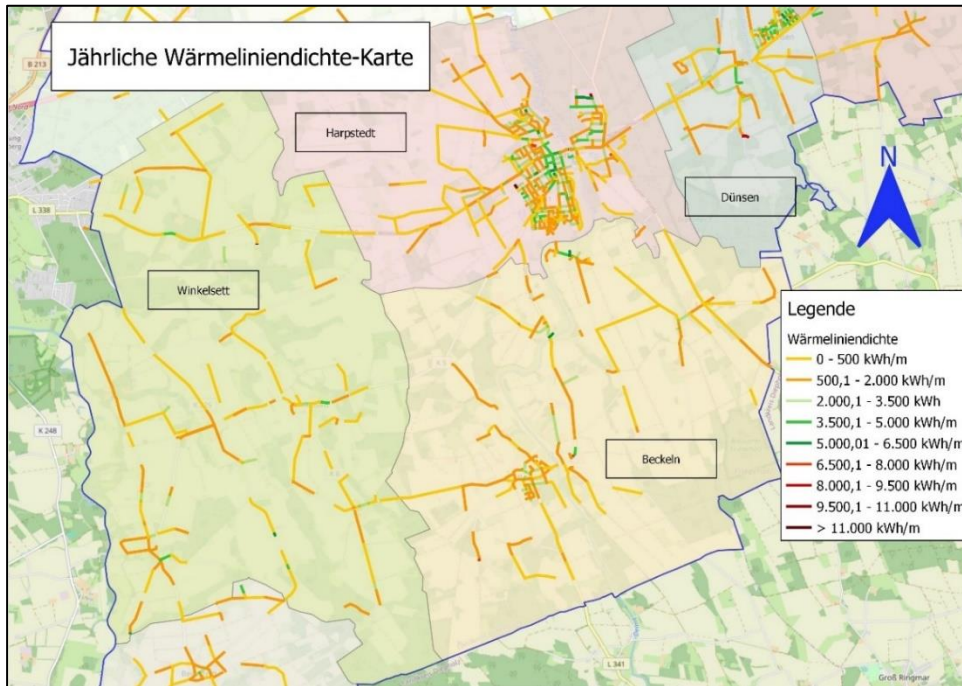 Jährliche Wärmeliniendichte-Karte
B 213
Harpstedt
N
Dünsen
L 338
Winkelsett
Legende
Wärmeliniendichte
0 - 500 kWh/m
500,1 - 2.000 kWh/m
2.000,1 - 3.500 kWh
3.500,1 - 5.000 kWh/m
5.000,01 - 6.500 kWh/m
6.500,1 - 8.000 kWh/m
8.000,1 - 9.500 kWh/m
9.500,1 - 11.000 kWh/m
> 11.000 kWh/m
K 248
Beckeln
L 341
Groß Ringmar